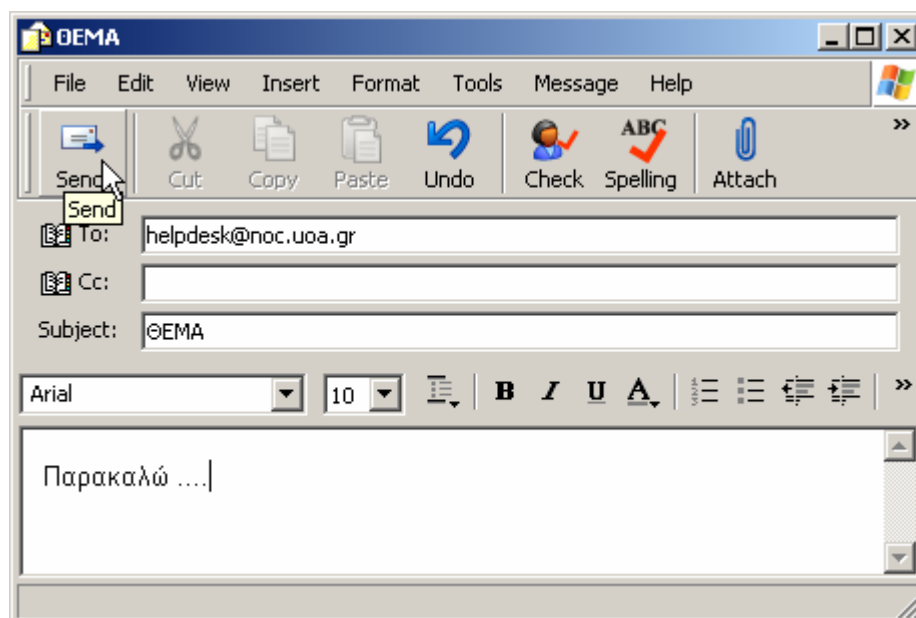 ΘΕΜΑ
File Edit View Insert Format Tools Message Help
»
Send Cut Copy Paste Undo Check ABC Spelling Attach
Send
To: helpdesk@noc.uoa.gr
Cc:
Subject: ΘΕΜΑ
Arial 10 B I U A »
Παρακαλώ ....